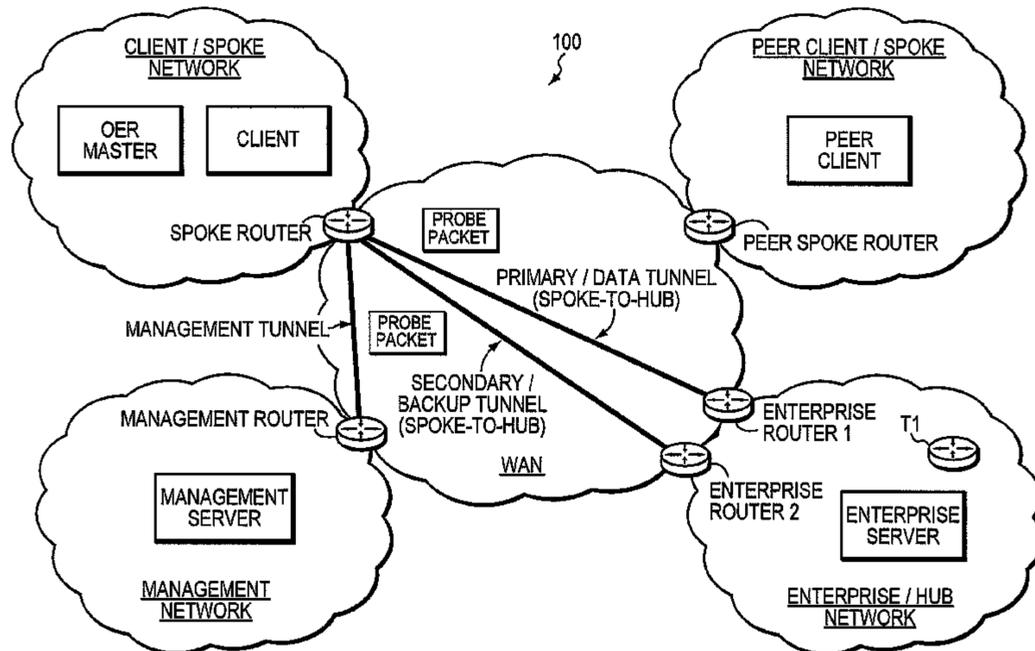 CLIENT / SPOKE
NETWORK
100
PEER CLIENT / SPOKE
NETWORK
OER
MASTER
CLIENT
PEER
CLIENT
SPOKE ROUTER
PROBE
PACKET
PEER SPOKE ROUTER
PRIMARY / DATA TUNNEL
(SPOKE-TO-HUB)
MANAGEMENT TUNNEL
PROBE
PACKET
SECONDARY /
BACKUP TUNNEL
(SPOKE-TO-HUB)
MANAGEMENT ROUTER
ENTERPRISE
ROUTER 1
T1
WAN
MANAGEMENT
SERVER
ENTERPRISE
ROUTER 2
ENTERPRISE
SERVER
MANAGEMENT
NETWORK
ENTERPRISE / HUB
NETWORK